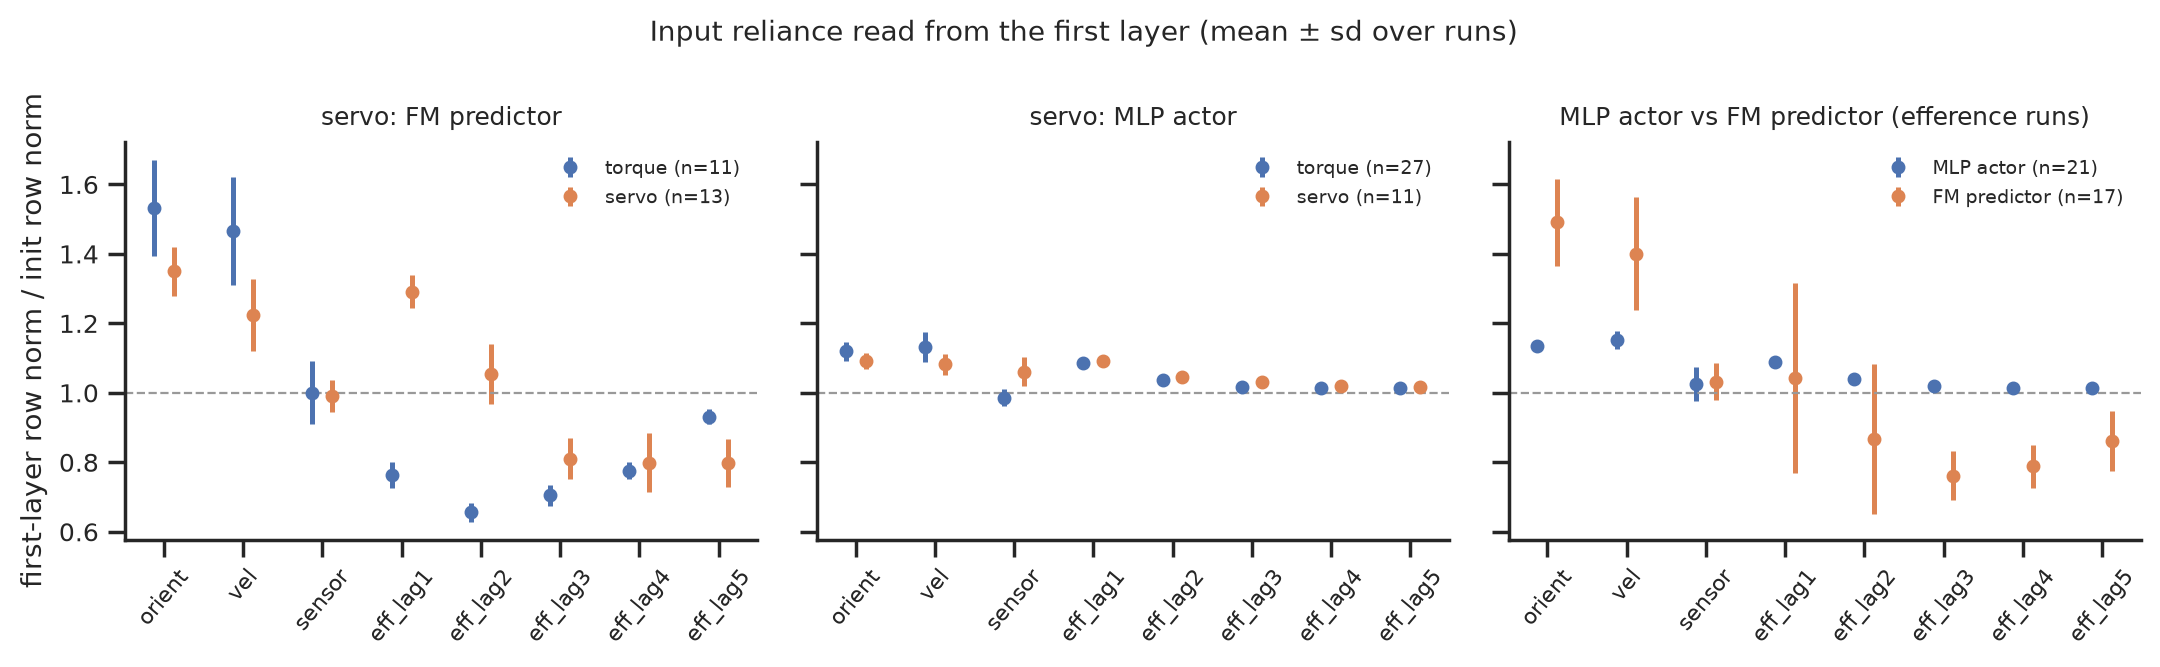 Input reliance read from the first layer (mean ± sd over runs)
first-layer row norm / init row norm
servo: FM predictor
torque (n=11)
servo (n=13)
1.6
1.4
1.2
1.0
0.8
0.6
orient
vel
sensor
eff_lag1
eff_lag2
eff_lag3
eff_lag4
eff_lag5
servo: MLP actor
torque (n=27)
servo (n=11)
orient
vel
sensor
eff_lag1
eff_lag2
eff_lag3
eff_lag4
eff_lag5
MLP actor vs FM predictor (efference runs)
MLP actor (n=21)
FM predictor (n=17)
orient
vel
sensor
eff_lag1
eff_lag2
eff_lag3
eff_lag4
eff_lag5